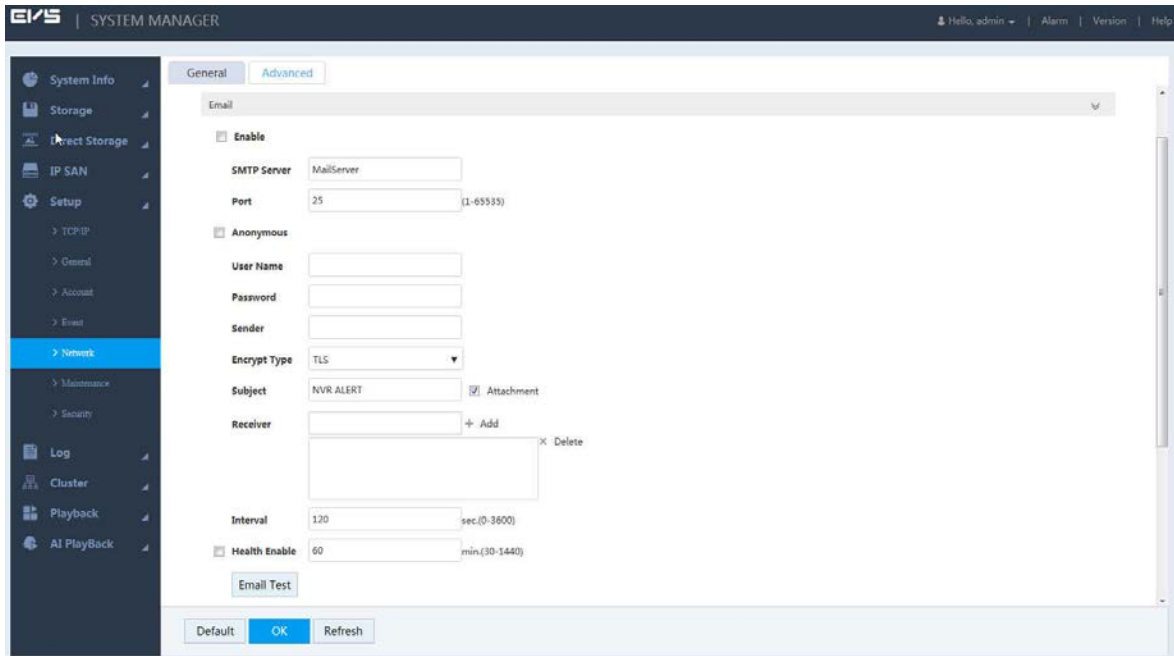 EVS | SYSTEM MANAGER
Hello, admin | Alarm | Version | Help
System Info
Storage
Direct Storage
IP SAN
Setup
> TCP/IP
> General
> Account
> Event
> Network
> Maintenance
> Security
Log
Cluster
Playback
AI PlayBack
General Advanced
Email
Enable
SMTP Server MailServer
Port 25 (1-65535)
Anonymous
User Name
Password
Sender
Encrypt Type TLS
Subject NVR ALERT Attachment
Receiver + Add
× Delete
Interval 120 sec.(0-3600)
Health Enable 60 min.(30-1440)
Email Test
Default OK Refresh